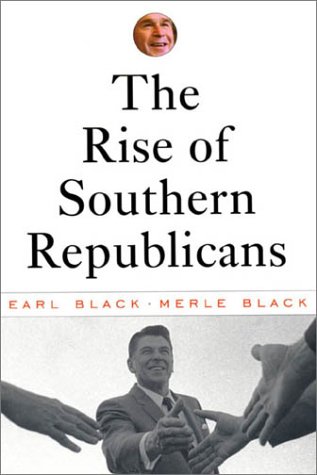 The
Rise of
Southern
Republicans
EARL BLACK · MERLE BLACK